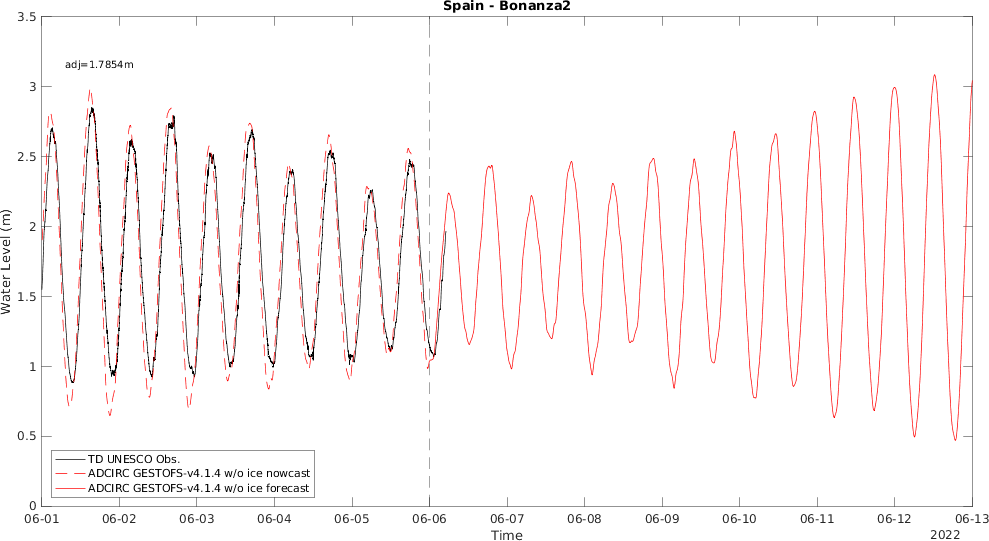 Spain - Bonanza2
3.5
adj=1.7854m
3
2.5
2
Water Level (m)
1.5
1
0.5
TD UNESCO Obs.
ADCIRC GESTOFS-v4.1.4 w/o ice nowcast
ADCIRC GESTOFS-v4.1.4 w/o ice forecast
0
06-01 06-02 06-03 06-04 06-05 06-06 06-07 06-08 06-09 06-10 06-11 06-12 06-13
Time
2022